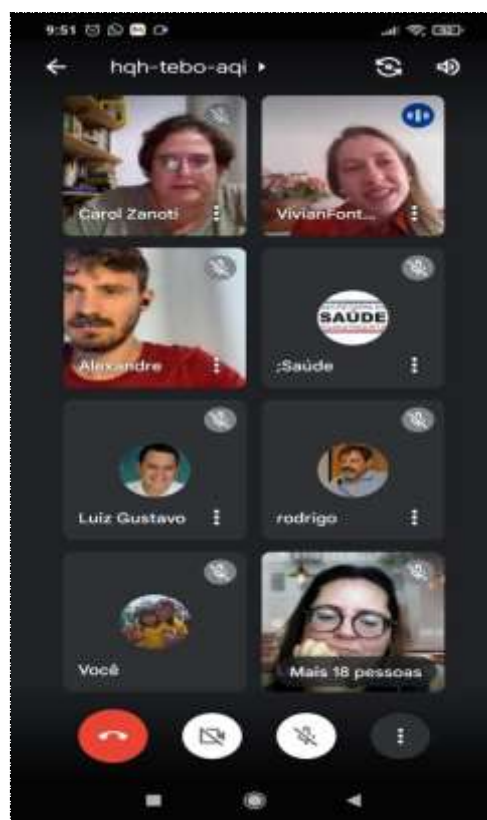 9:51
hqh-tebo-aqi
Carol Zanoti
VivianFont...
Alexandre
SAÚDE
:Saúde
Luiz Gustavo
rodrigo
Você
Mais 18 pessoas